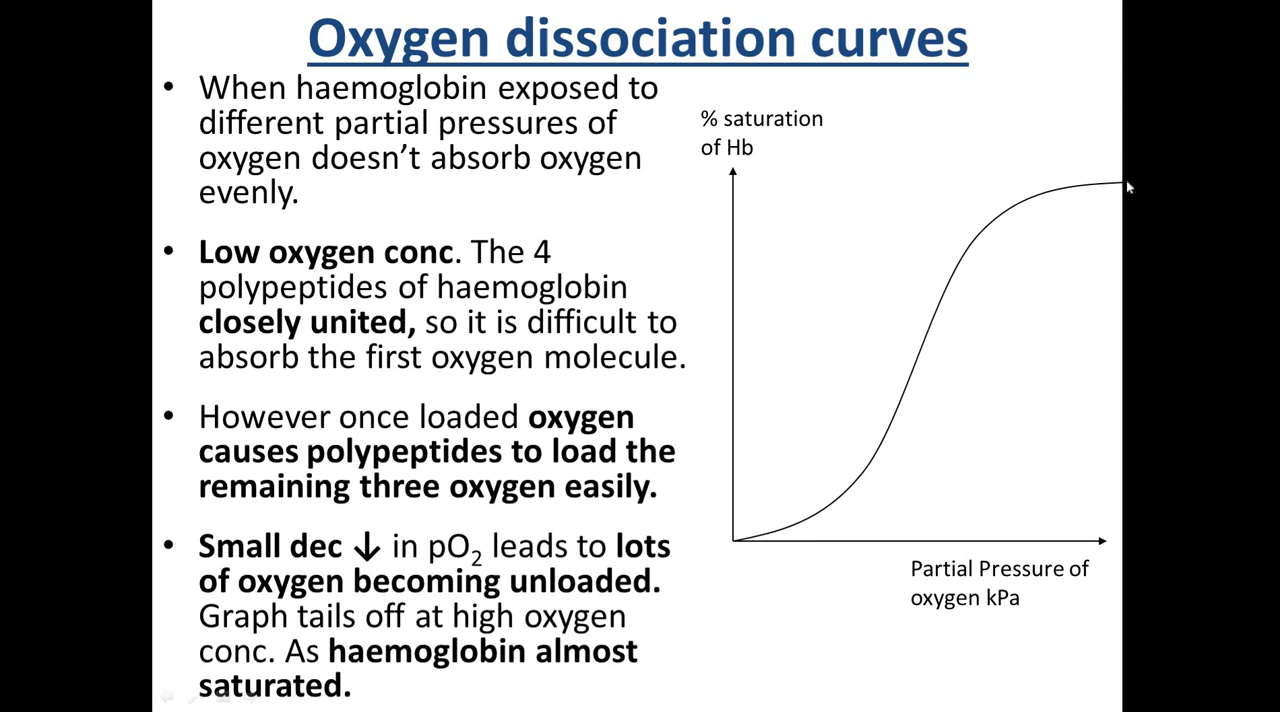 Oxygen dissociation curves
• When haemoglobin exposed to
different partial pressures of
oxygen doesn’t absorb oxygen
evenly.
• Low oxygen conc. The 4
polypeptides of haemoglobin
closely united, so it is difficult to
absorb the first oxygen molecule.
• However once loaded oxygen
causes polypeptides to load the
remaining three oxygen easily.
• Small dec ↓ in pO₂ leads to lots
of oxygen becoming unloaded.
Graph tails off at high oxygen
conc. As haemoglobin almost
saturated.
% saturation
of Hb
Partial Pressure of
oxygen kPa